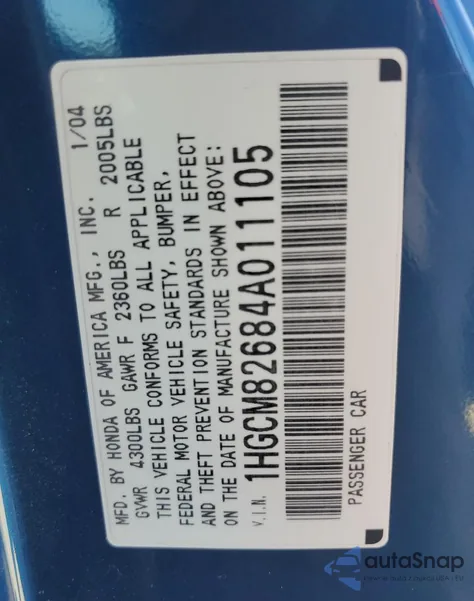 MFD. BY HONDA OF AMERICA MFG., INC. 1/04
GVWR 4300LBS GAWR F 2360LBS R 2005LBS
THIS VEHICLE CONFORMS TO ALL APPLICABLE
FEDERAL MOTOR VEHICLE SAFETY, BUMPER,
AND THEFT PREVENTION STANDARDS IN EFFECT
ON THE DATE OF MANUFACTURE SHOWN ABOVE:
V.I.N. 1HGCM82684A011105
PASSENGER CAR
autoSnap